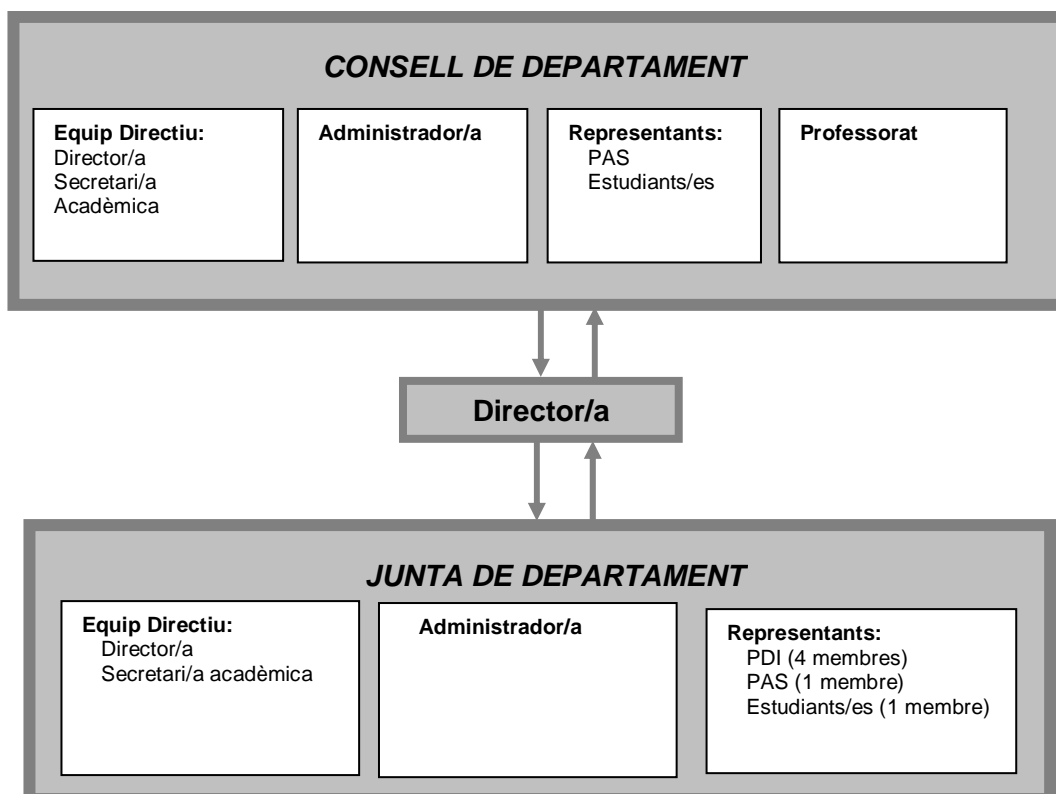 CONSELL DE DEPARTAMENT
Equip Directiu:
Director/a
Secretari/a
Acadèmica
Administrador/a
Representants:
PAS
Estudiants/es
Professorat
Director/a
JUNTA DE DEPARTAMENT
Equip Directiu:
Director/a
Secretari/a acadèmica
Administrador/a
Representants:
PDI (4 membres)
PAS (1 membre)
Estudiants/es (1 membre)